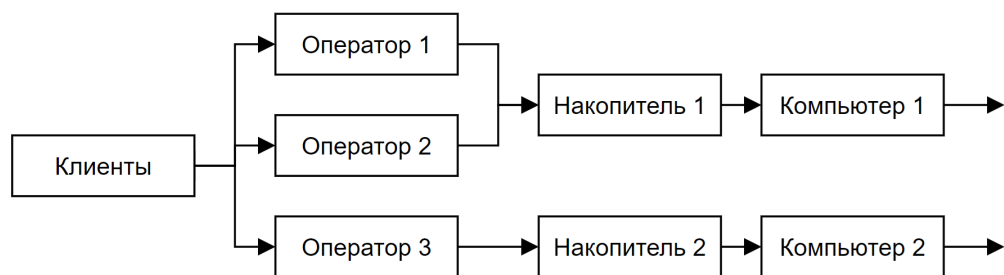 Оператор 1
Накопитель 1
Компьютер 1
Оператор 2
Клиенты
Оператор 3
Накопитель 2
Компьютер 2